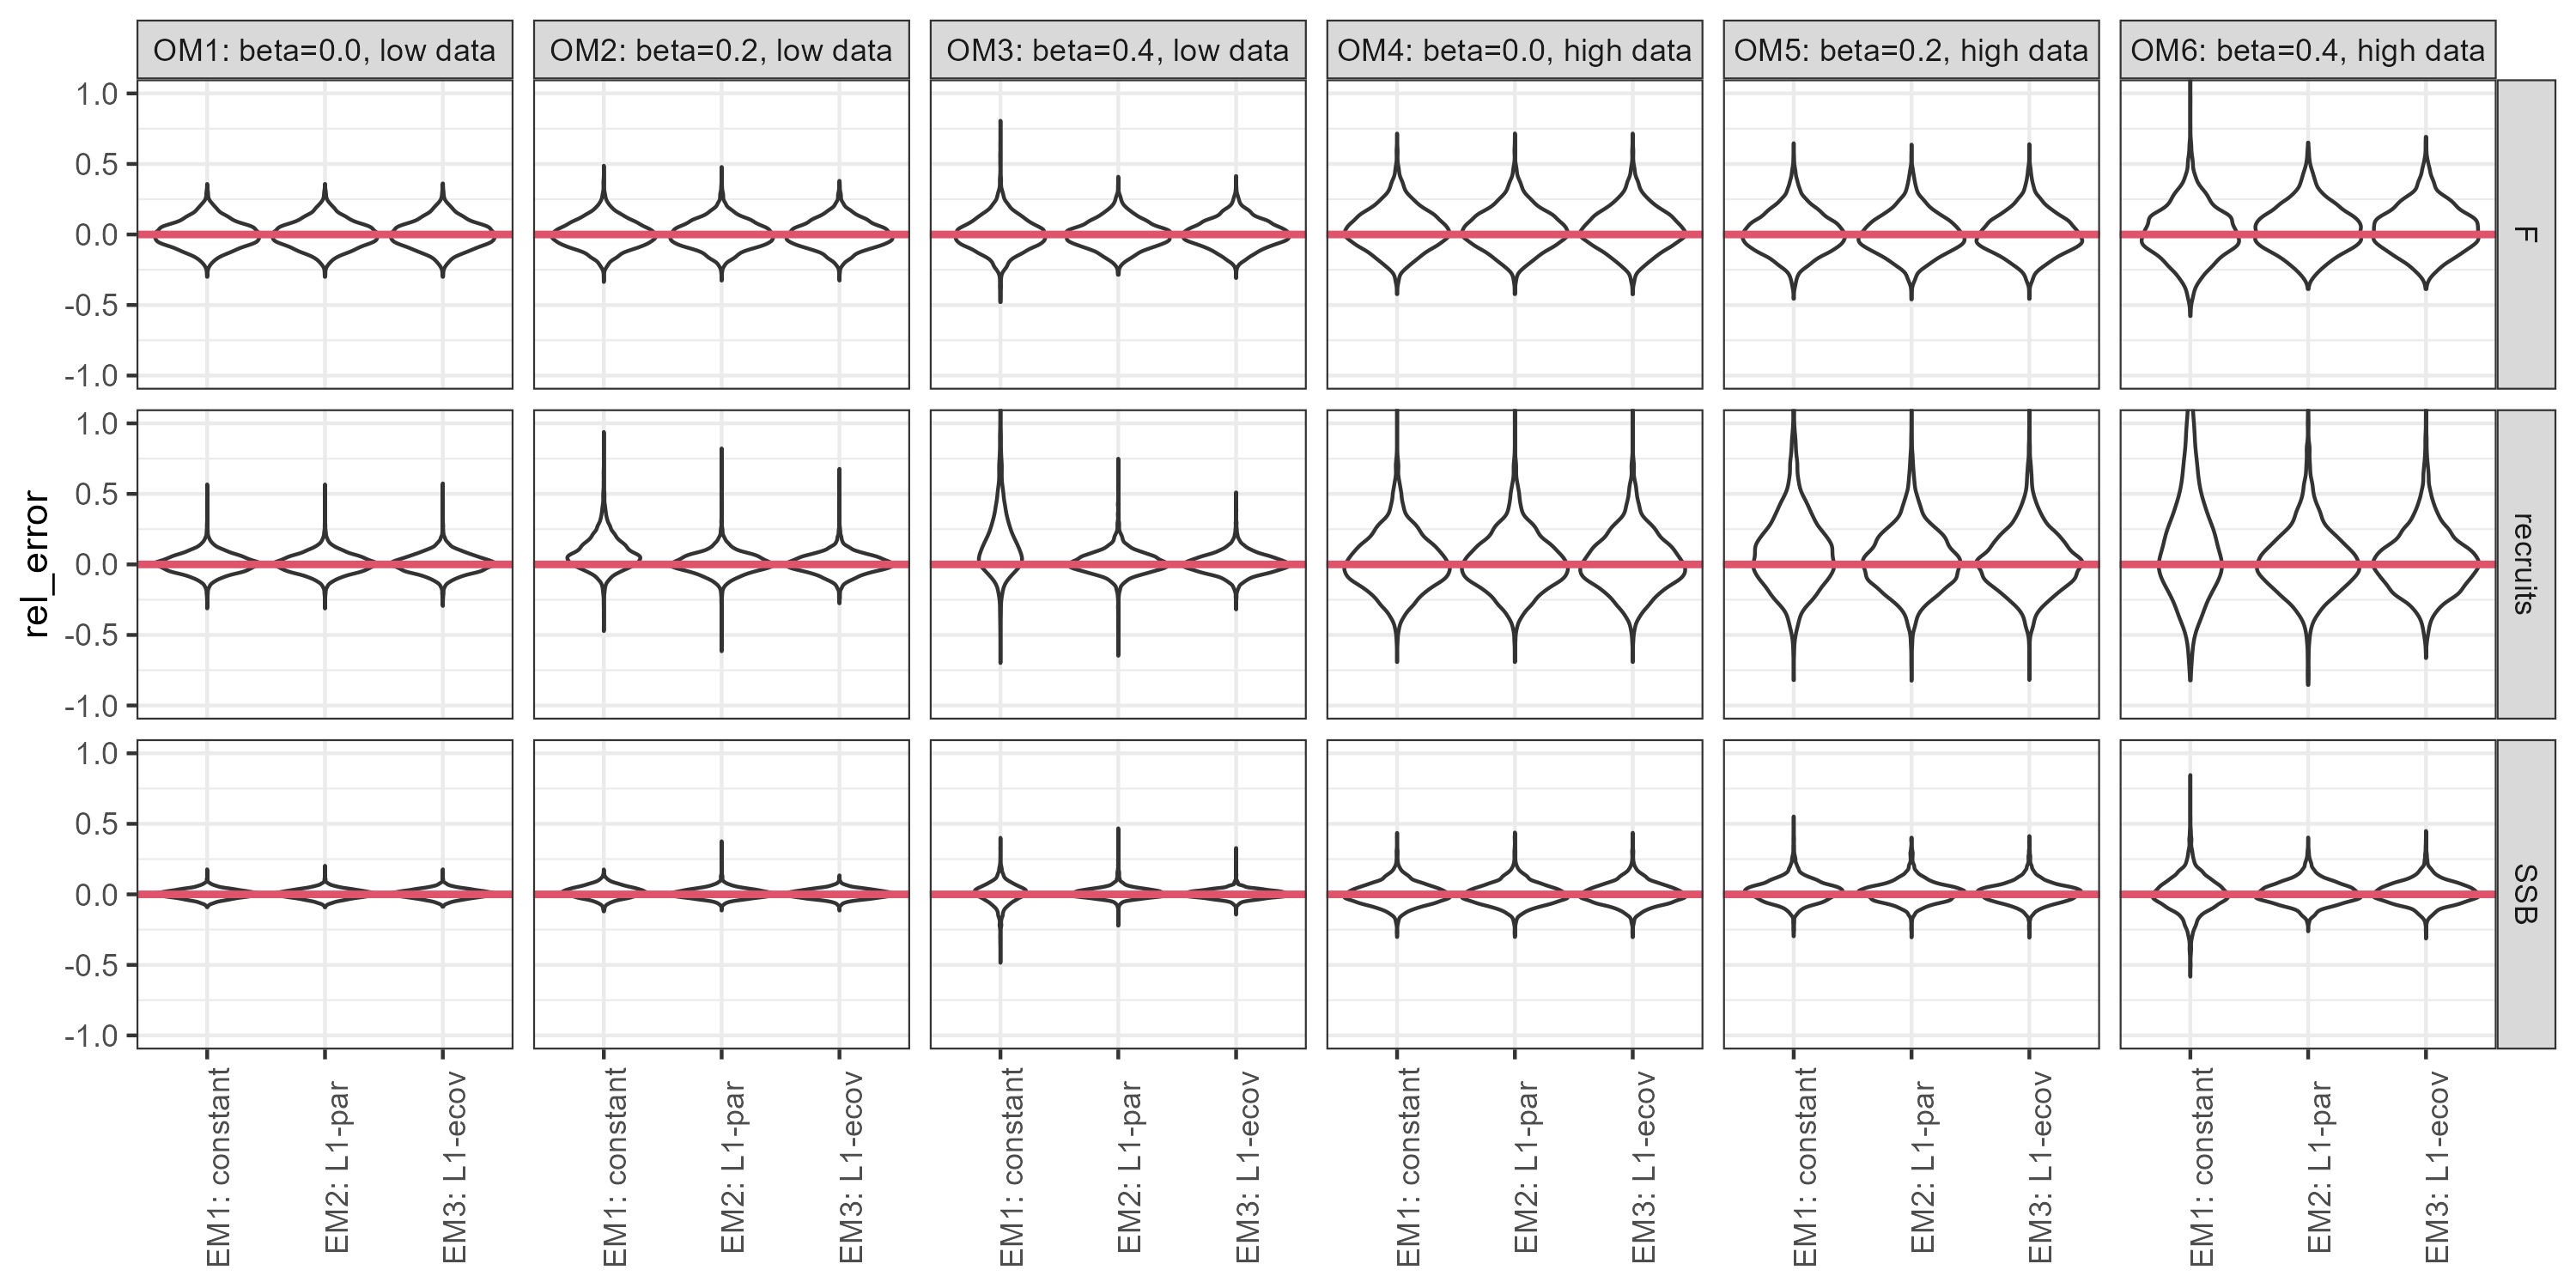 OM1: beta=0.0, low data
OM2: beta=0.2, low data
OM3: beta=0.4, low data
OM4: beta=0.0, high data
OM5: beta=0.2, high data
OM6: beta=0.4, high data
rel_error
1.0
0.5
0.0
-0.5
-1.0
F
1.0
0.5
0.0
-0.5
-1.0
recruits
1.0
0.5
0.0
-0.5
-1.0
SSB
EM1: constant
EM2: L1-par
EM3: L1-ecov
EM1: constant
EM2: L1-par
EM3: L1-ecov
EM1: constant
EM2: L1-par
EM3: L1-ecov
EM1: constant
EM2: L1-par
EM3: L1-ecov
EM1: constant
EM2: L1-par
EM3: L1-ecov
EM1: constant
EM2: L1-par
EM3: L1-ecov